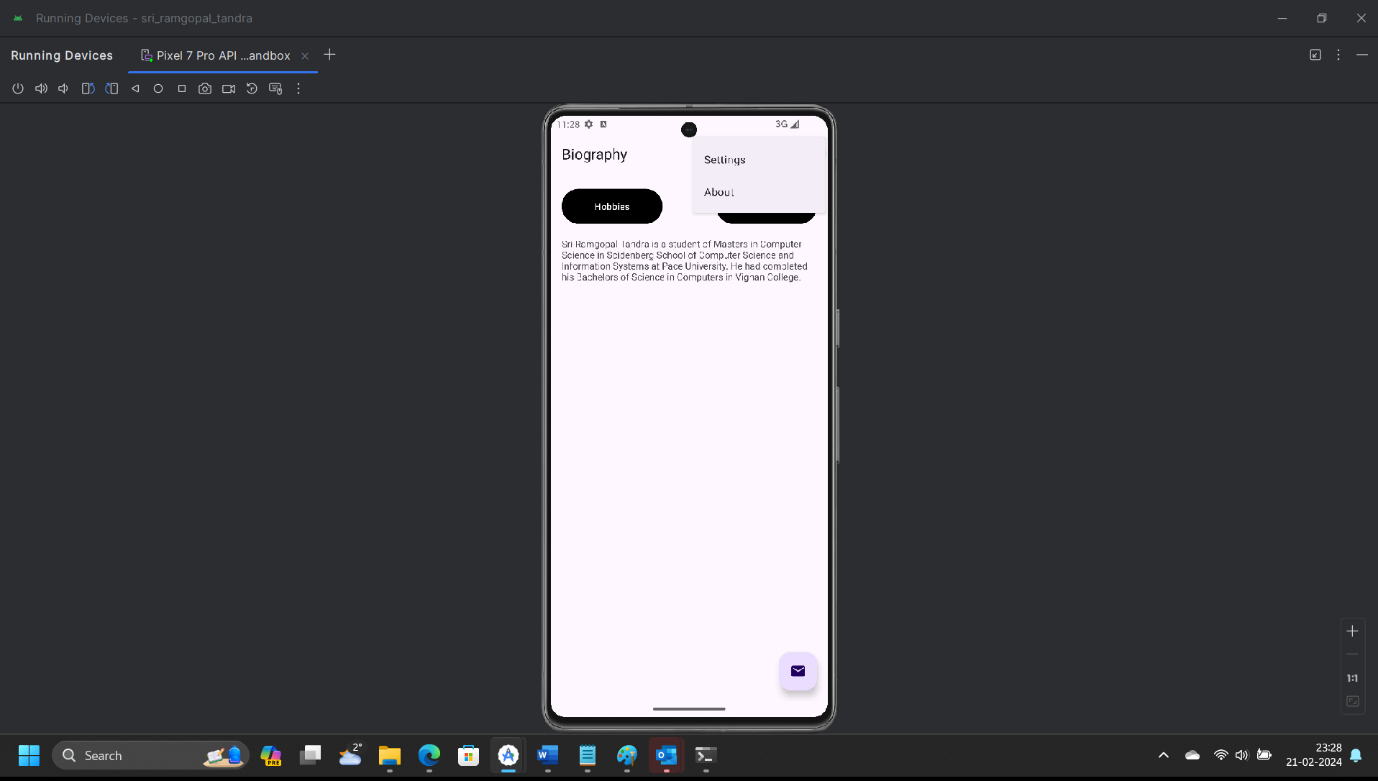 Running Devices - sri_ramgopal_tandra
Running Devices
Pixel 7 Pro API ...andbox
11:28
3G
Biography
Settings
About
Hobbies
Sri Ramgopal Tandra is a student of Masters in Computer
Science in Seidenberg School of Computer Science and
Information Systems at Pace University. He had completed
his Bachelors of Science in Computers in Vignan College.
1:1
Search
PRE
2°
W
23:28
21-02-2024